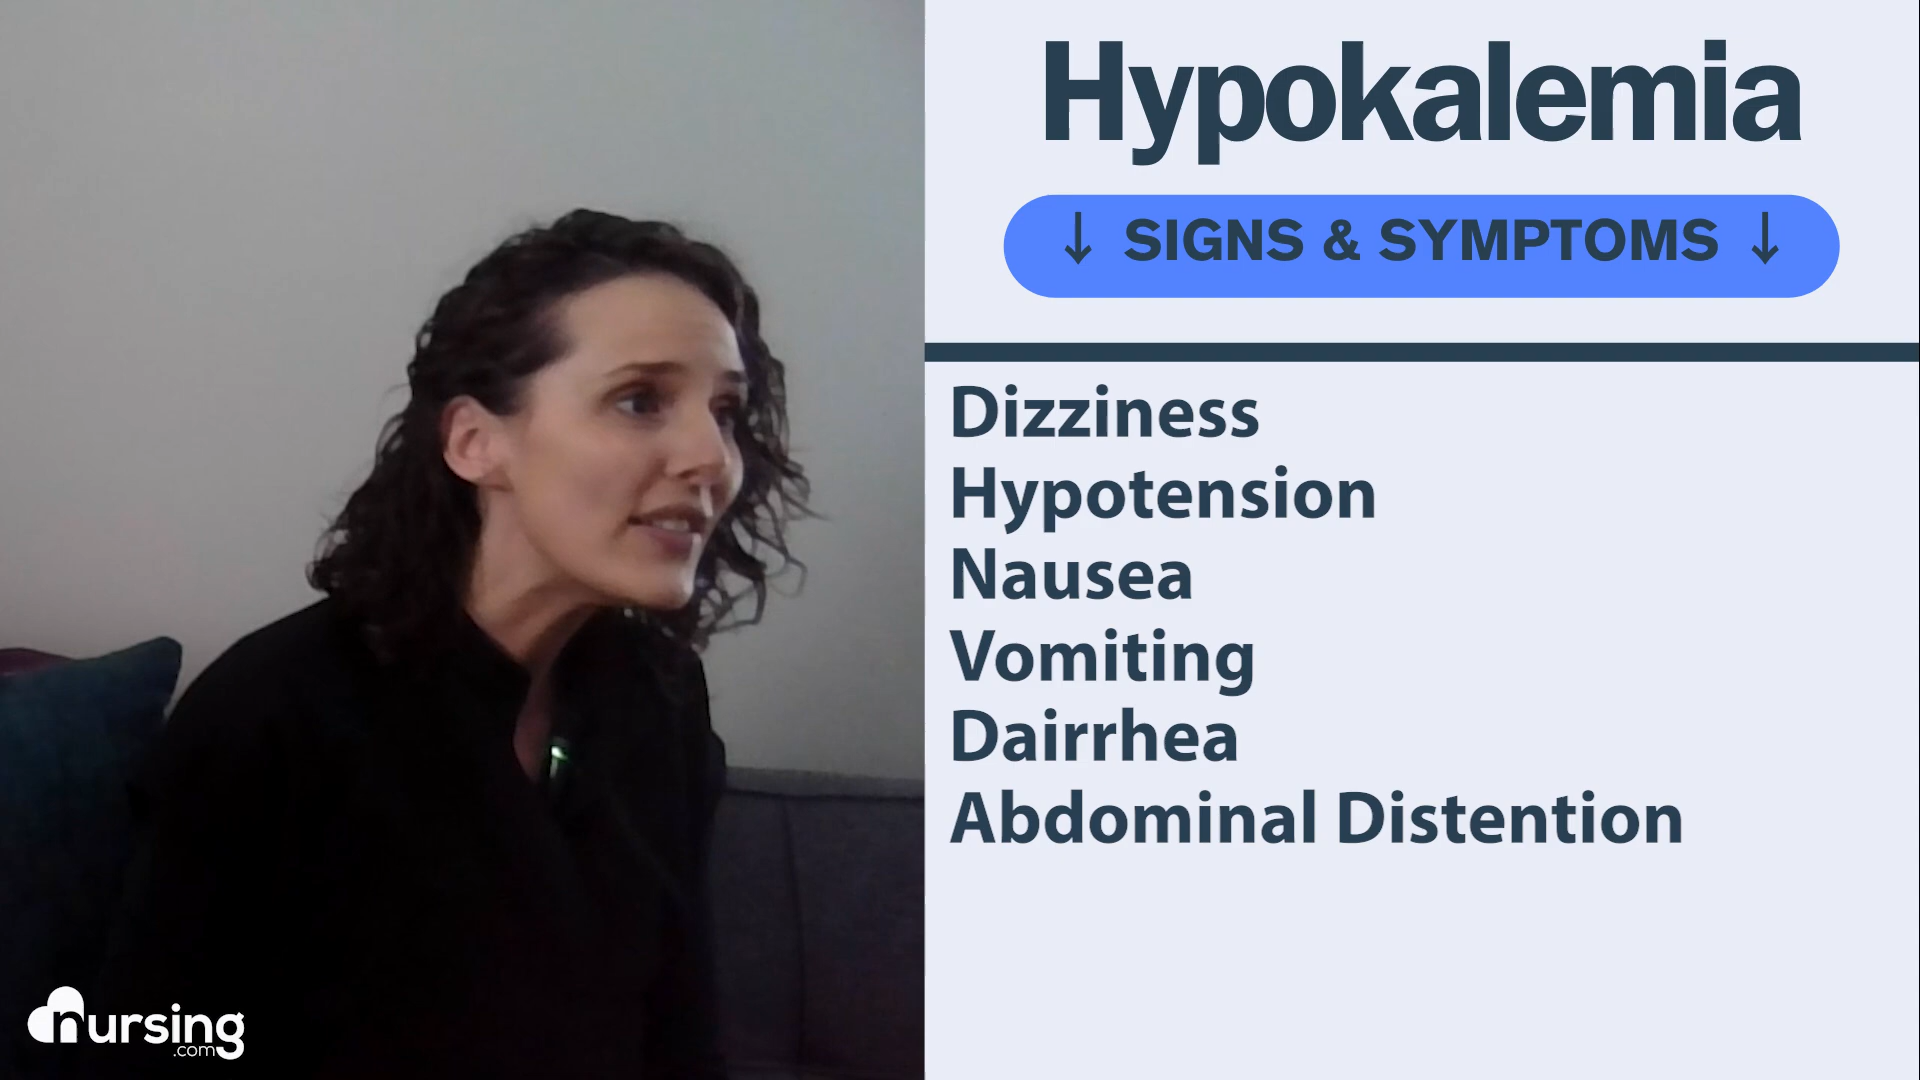 Hypokalemia
↓ SIGNS & SYMPTOMS ↓
Dizziness
Hypotension
Nausea
Vomiting
Dairrhea
Abdominal Distention
nursing
.com